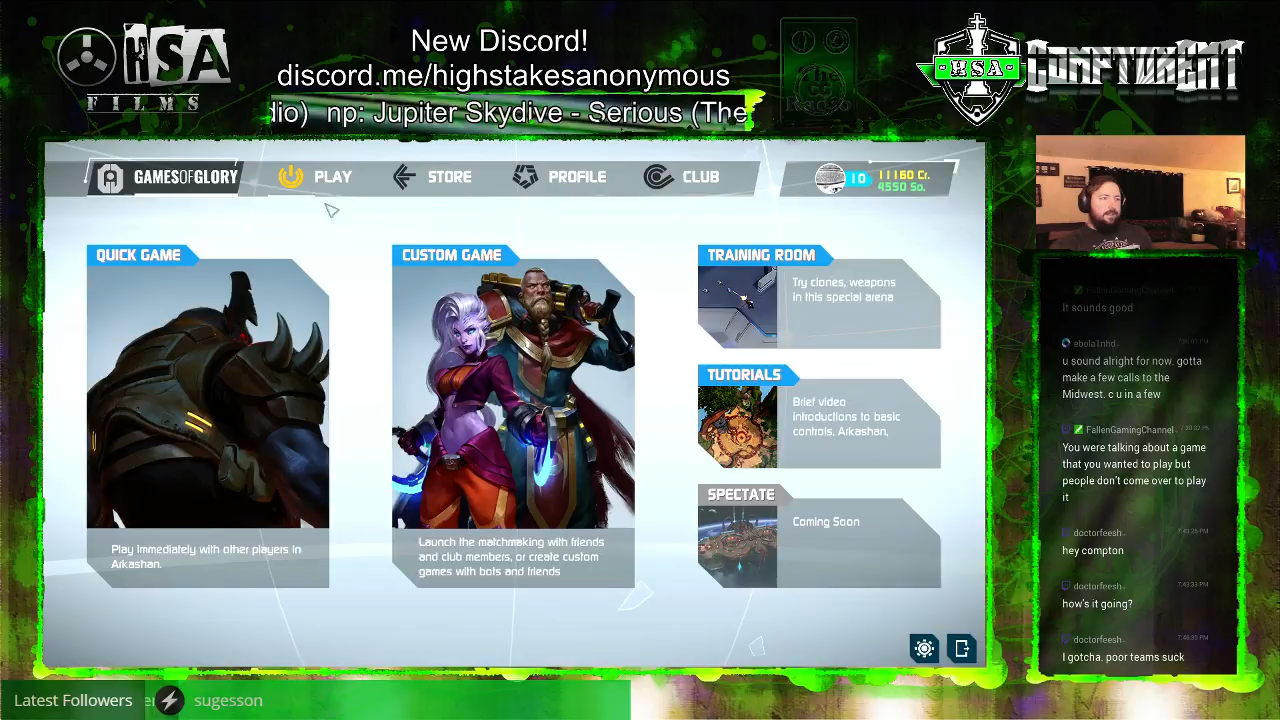 HSA
FILMS
New Discord!
discord.me/highstakesanonymous
np: Jupiter Skydive - Serious (The
The
CC
Radio
HSA
GAMESOFGLORY
PLAY
STORE
PROFILE
CLUB
10
11160 Cr.
4550 So.
QUICK GAME
Play immediately with other players in
Arkashan.
CUSTOM GAME
Launch the matchmaking with friends
and club members, or create custom
games with bots and friends
TRAINING ROOM
Try clones, weapons
in this special arena
TUTORIALS
Brief video
introductions to basic
controls, Arkashan,
SPECTATE
Coming Soon
FallenGamingChannel
It sounds good
ebola1nhd
u sound alright for now. gotta
make a few calls to the
Midwest. c u in a few
FallenGamingChannel
You were talking about a game
that you wanted to play but
people don't come over to play
it
doctorfeesh
hey compton
doctorfeesh
how's it going?
doctorfeesh
I gotcha. poor teams suck
Latest Followers
sugesson